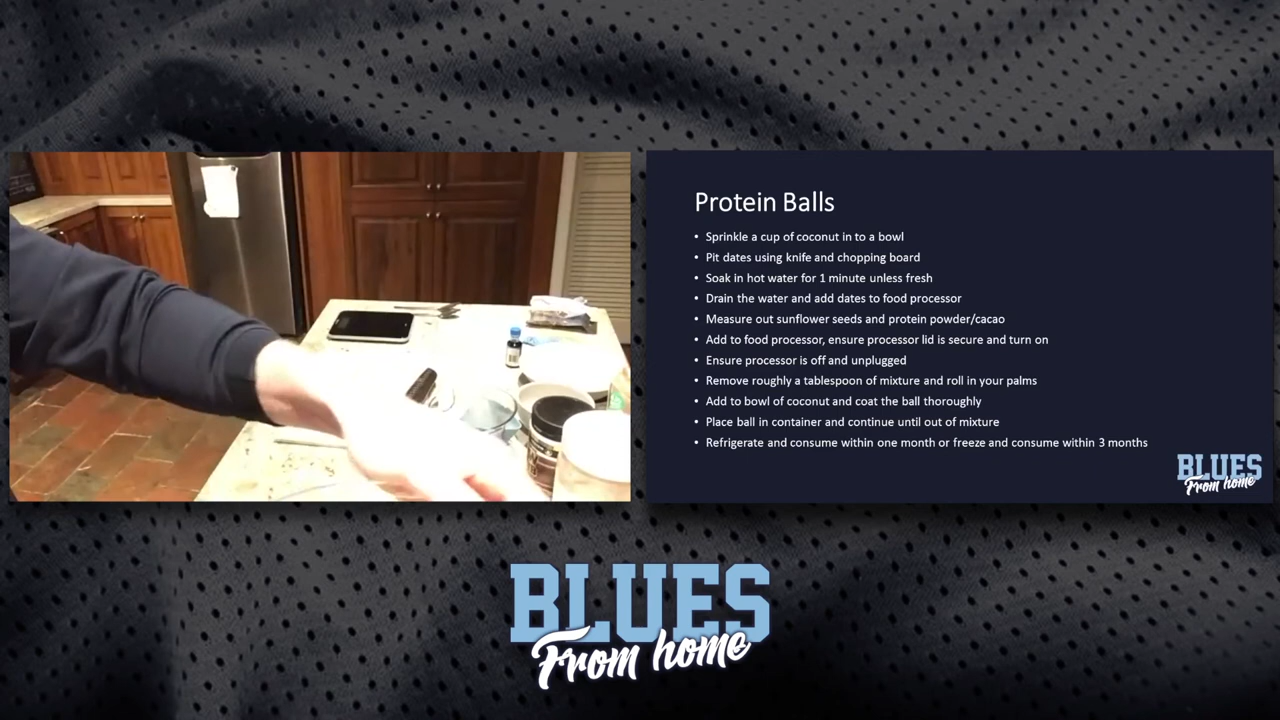 Protein Balls
• Sprinkle a cup of coconut in to a bowl
• Pit dates using knife and chopping board
• Soak in hot water for 1 minute unless fresh
• Drain the water and add dates to food processor
• Measure out sunflower seeds and protein powder/cacao
• Add to food processor, ensure processor lid is secure and turn on
• Ensure processor is off and unplugged
• Remove roughly a tablespoon of mixture and roll in your palms
• Add to bowl of coconut and coat the ball thoroughly
• Place ball in container and continue until out of mixture
• Refrigerate and consume within one month or freeze and consume within 3 months
BLUES
From home
BLUES
From home